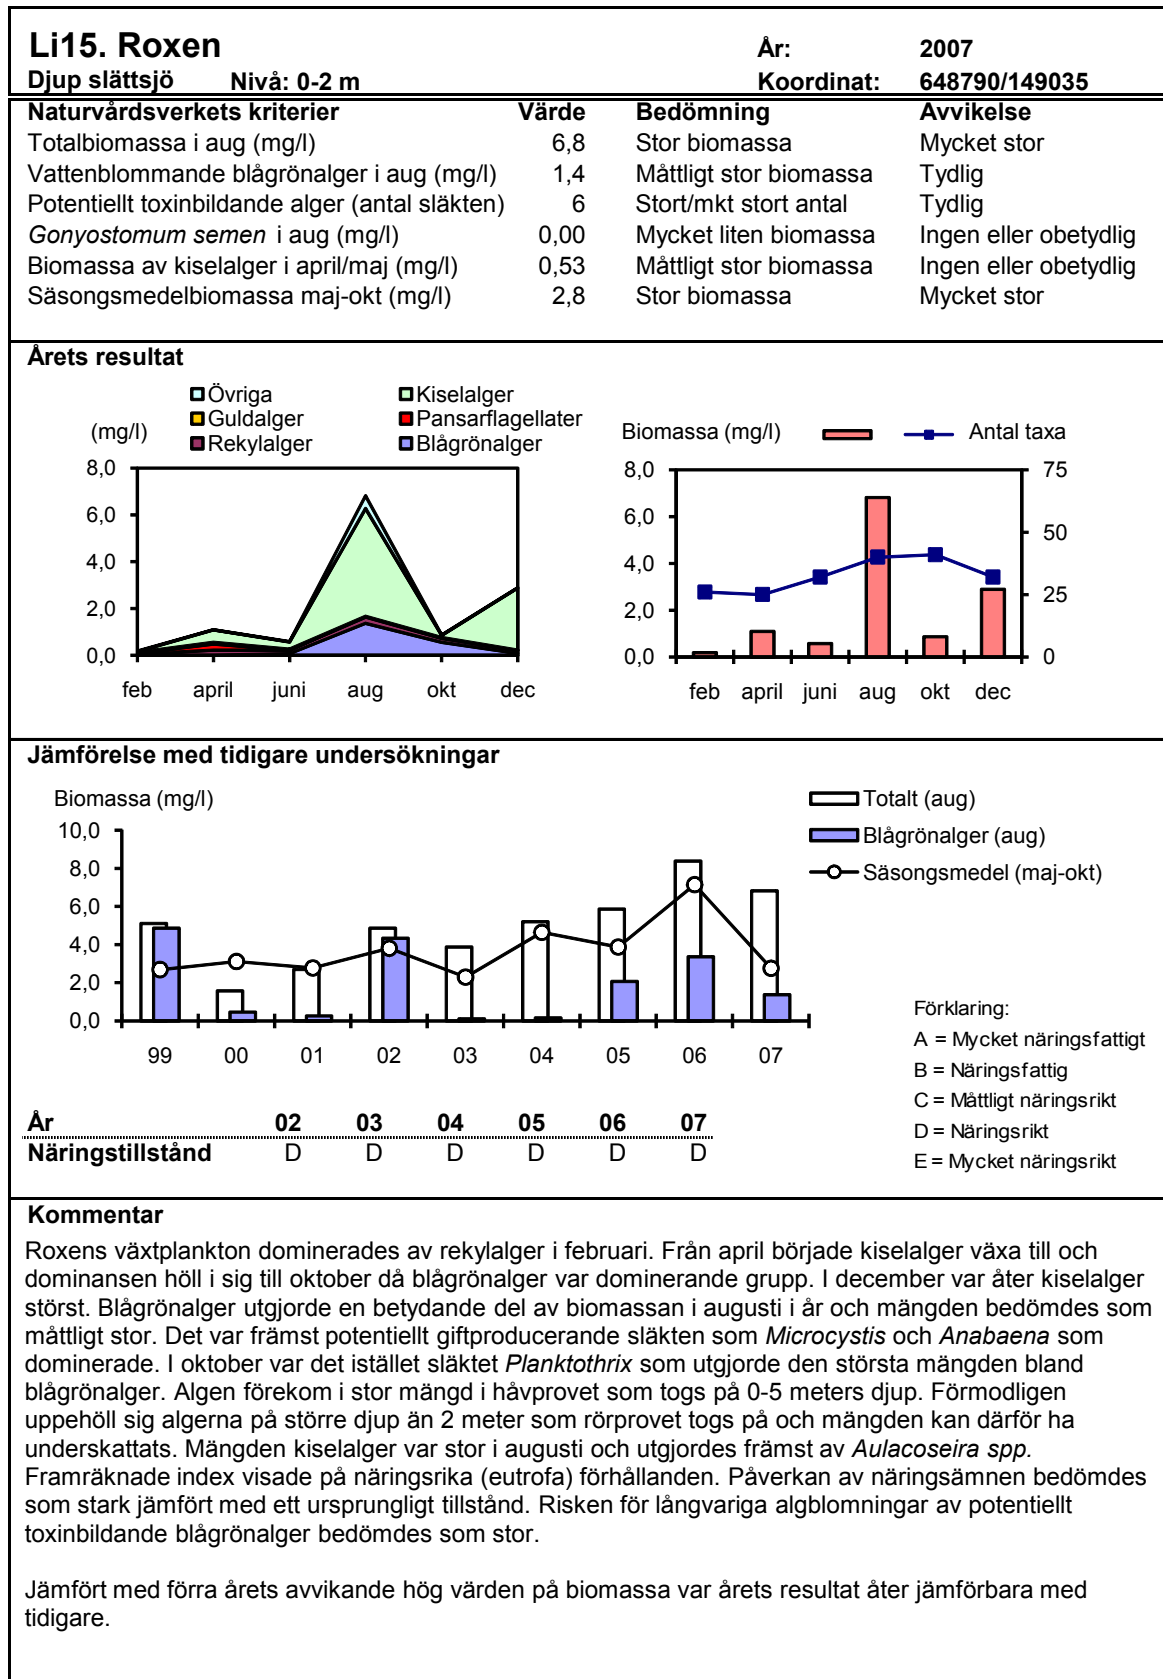 Li15. Roxen År: 2007
Djup slättsjö Nivå: 0-2 m Koordinat: 648790/149035
Naturvårdsverkets kriterier Värde Bedömning Avvikelse
Totalbiomassa i aug (mg/l) 6,8 Stor biomassa Mycket stor
Vattenblommande blågrönalger i aug (mg/l) 1,4 Måttligt stor biomassa Tydlig
Potentiellt toxinbildande alger (antal släkten) 6 Stort/mkt stort antal Tydlig
Gonyostomum semen i aug (mg/l) 0,00 Mycket liten biomassa Ingen eller obetydlig
Biomassa av kiselalger i april/maj (mg/l) 0,53 Måttligt stor biomassa Ingen eller obetydlig
Säsongsmedelbiomassa maj-okt (mg/l) 2,8 Stor biomassa Mycket stor
Årets resultat
Övriga Kiselalger
Guldalger Pansarflagellater
Rekylalger Blågrönalger
(mg/l)
8,0
6,0
4,0
2,0
0,0
feb april juni aug okt dec
Biomassa (mg/l) Antal taxa
8,0 75
6,0
50
4,0
25
2,0
0,0 0
feb april juni aug okt dec
Jämförelse med tidigare undersökningar
Biomassa (mg/l)
Totalt (aug)
Blågrönalger (aug)
Säsongsmedel (maj-okt)
10,0
8,0
6,0
4,0
2,0
0,0
99 00 01 02 03 04 05 06 07
Förklaring:
A = Mycket näringsfattigt
B = Näringsfattig
C = Måttligt näringsrikt
D = Näringsrikt
E = Mycket näringsrikt
År 02 03 04 05 06 07
Näringstillstånd D D D D D D
Kommentar
Roxens växtplankton dominerades av rekylalger i februari. Från april började kiselalger växa till och
dominansen höll i sig till oktober då blågrönalger var dominerande grupp. I december var åter kiselalger
störst. Blågrönalger utgjorde en betydande del av biomassan i augusti i år och mängden bedömdes som
måttligt stor. Det var främst potentiellt giftproducerande släkten som Microcystis och Anabaena som
dominerade. I oktober var det istället släktet Planktothrix som utgjorde den största mängden bland
blågrönalger. Algen förekom i stor mängd i håvprovet som togs på 0-5 meters djup. Förmodligen
uppehöll sig algerna på större djup än 2 meter som rörprovet togs på och mängden kan därför ha
underskattats. Mängden kiselalger var stor i augusti och utgjordes främst av Aulacoseira spp.
Framräknade index visade på näringsrika (eutrofa) förhållanden. Påverkan av näringsämnen bedömdes
som stark jämfört med ett ursprungligt tillstånd. Risken för långvariga algblomningar av potentiellt
toxinbildande blågrönalger bedömdes som stor.
Jämfört med förra årets avvikande hög värden på biomassa var årets resultat åter jämförbara med
tidigare.